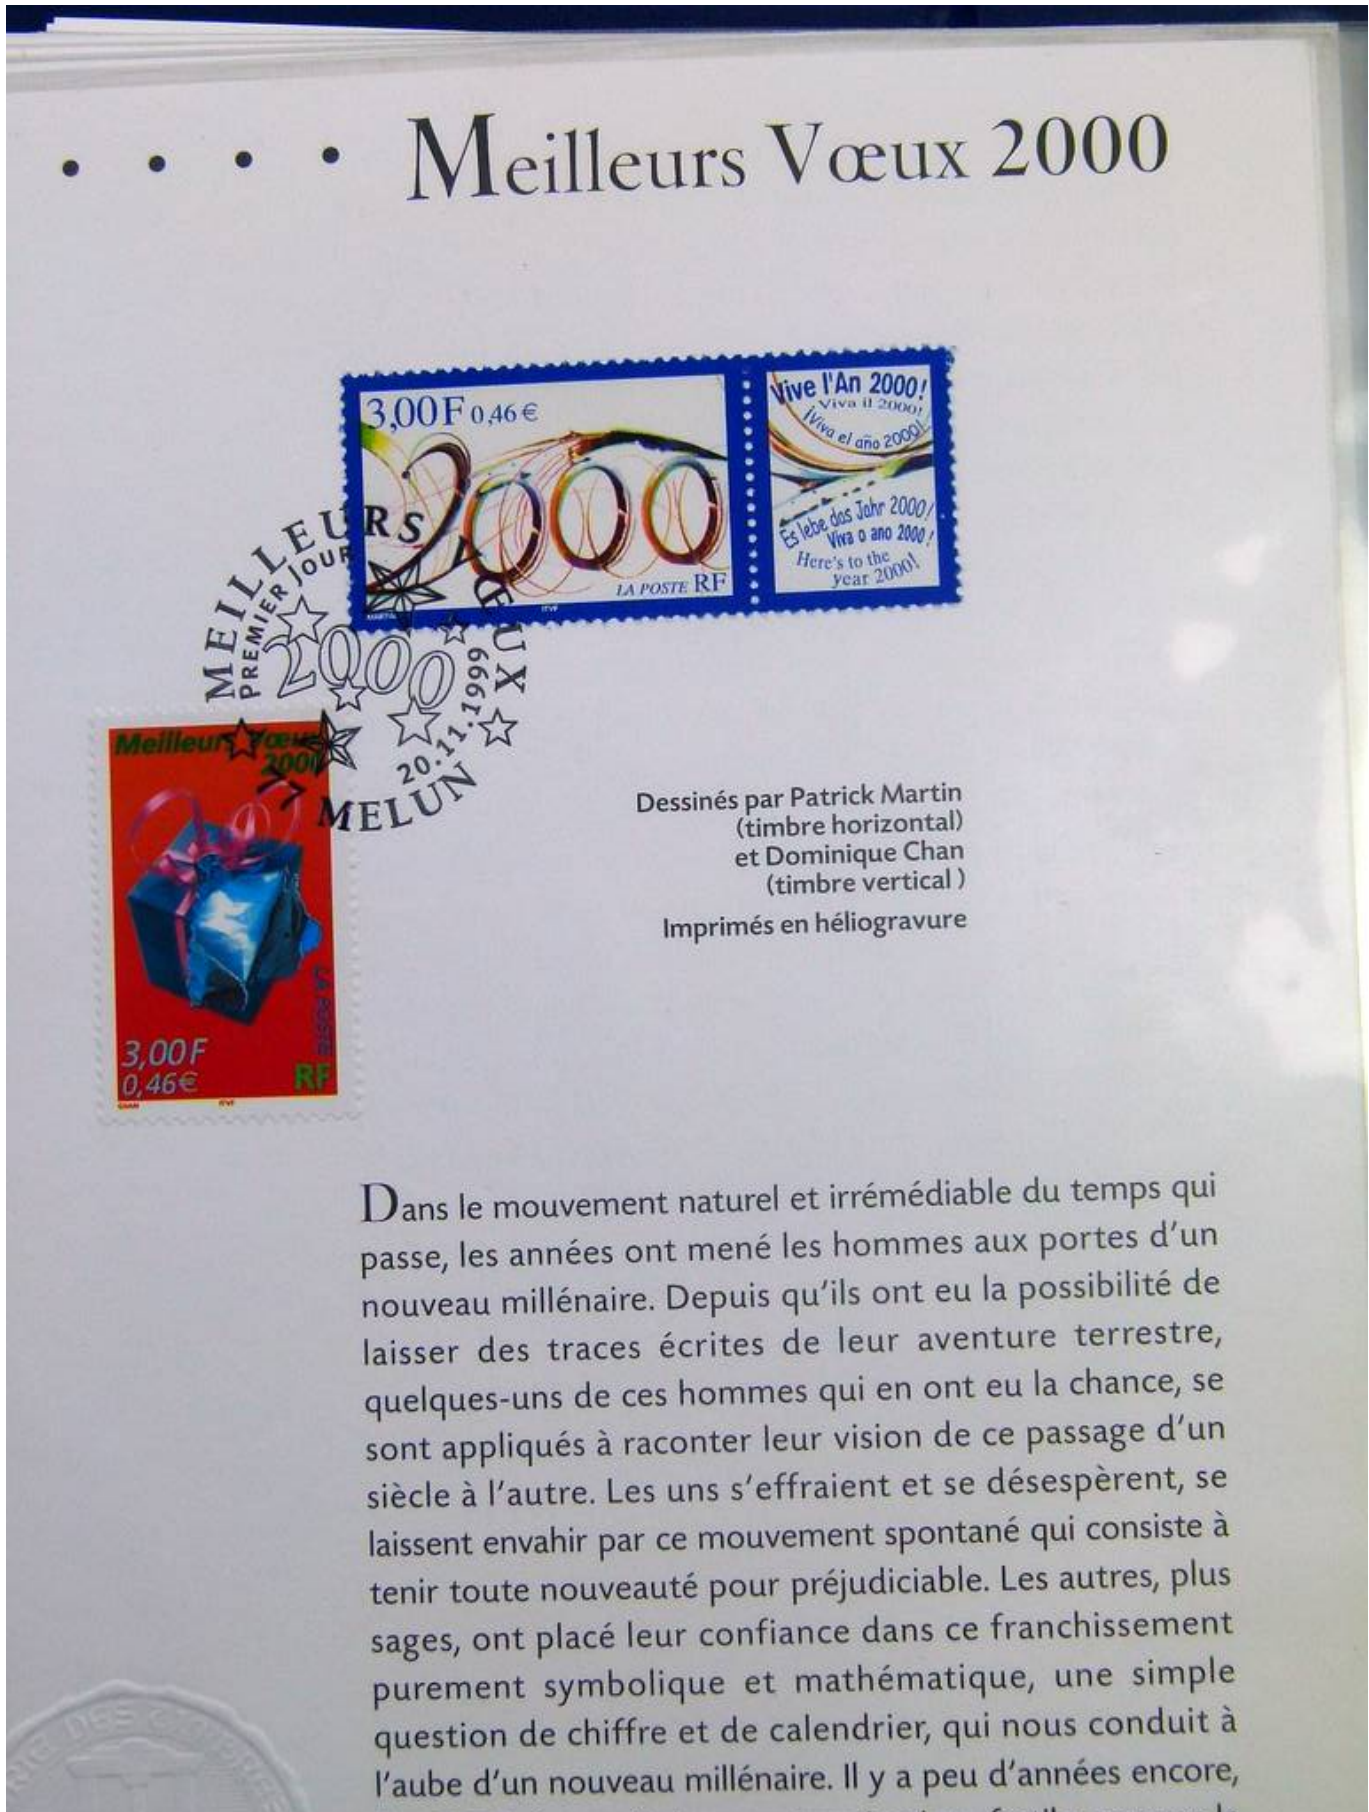 Meilleurs Vœux 2000
3,00F 0,46€
2000
LA POSTE RF
ITVF
Vive l'An 2000!
Viva il 2000!
¡Viva el año 2000!
Es lebe das Jahr 2000!
Viva o ano 2000!
Here's to the
year 2000!
MEILLEURS VŒUX
PREMIER JOUR
2000
20.11.1999
MELUN
Meilleurs Vœux
2000
LA POSTE
3,00F
0,46€
RF
ITVF
Dessinés par Patrick Martin
(timbre horizontal)
et Dominique Chan
(timbre vertical )
Imprimés en héliogravure
Dans le mouvement naturel et irrémédiable du temps qui
passe, les années ont mené les hommes aux portes d'un
nouveau millénaire. Depuis qu'ils ont eu la possibilité de
laisser des traces écrites de leur aventure terrestre,
quelques-uns de ces hommes qui en ont eu la chance, se
sont appliqués à raconter leur vision de ce passage d'un
siècle à l'autre. Les uns s'effraient et se désespèrent, se
laissent envahir par ce mouvement spontané qui consiste à
tenir toute nouveauté pour préjudiciable. Les autres, plus
sages, ont placé leur confiance dans ce franchissement
purement symbolique et mathématique, une simple
question de chiffre et de calendrier, qui nous conduit à
l'aube d'un nouveau millénaire. Il y a peu d'années encore,
DES